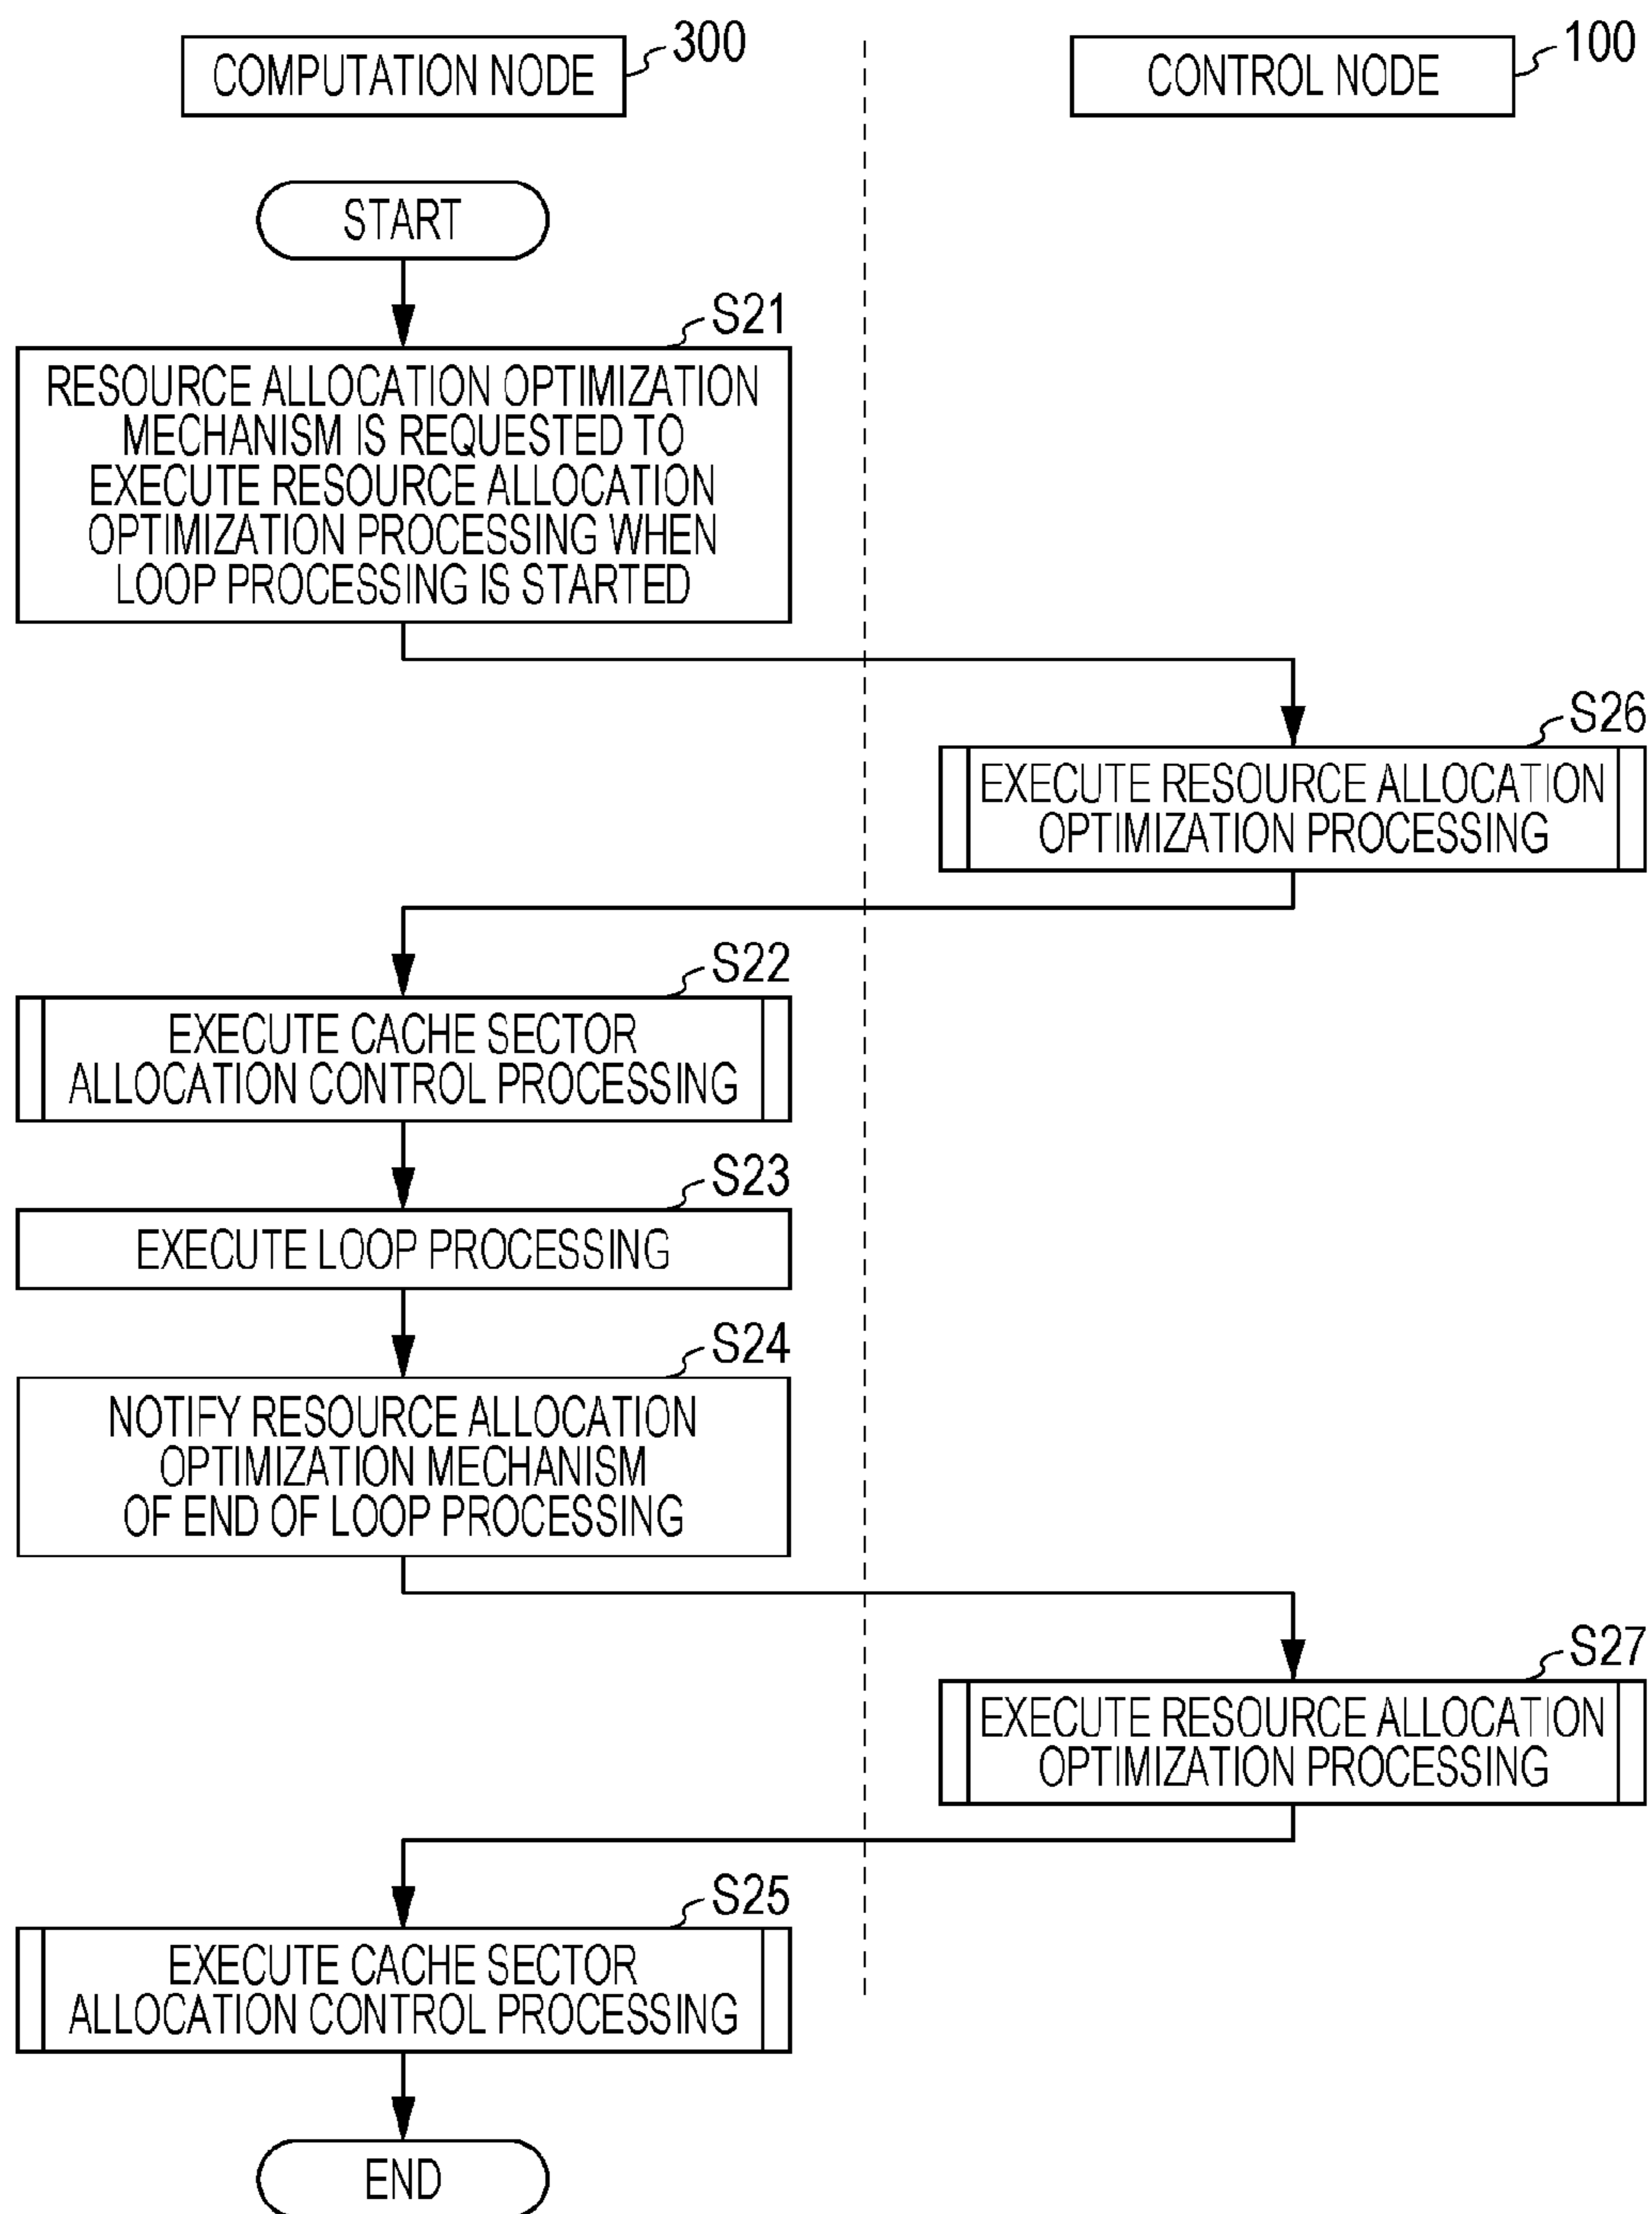 COMPUTATION NODE
300
CONTROL NODE
100
START
S21
RESOURCE ALLOCATION OPTIMIZATION
MECHANISM IS REQUESTED TO
EXECUTE RESOURCE ALLOCATION
OPTIMIZATION PROCESSING WHEN
LOOP PROCESSING IS STARTED
S26
EXECUTE RESOURCE ALLOCATION
OPTIMIZATION PROCESSING
S22
EXECUTE CACHE SECTOR
ALLOCATION CONTROL PROCESSING
S23
EXECUTE LOOP PROCESSING
S24
NOTIFY RESOURCE ALLOCATION
OPTIMIZATION MECHANISM
OF END OF LOOP PROCESSING
S27
EXECUTE RESOURCE ALLOCATION
OPTIMIZATION PROCESSING
S25
EXECUTE CACHE SECTOR
ALLOCATION CONTROL PROCESSING
END